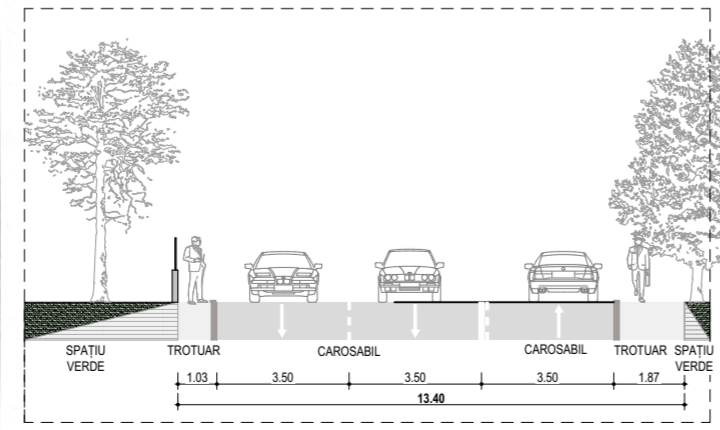 SPAȚIU
VERDE
TROTUAR
CAROSABIL
CAROSABIL
TROTUAR
SPAȚIU
VERDE
1.03 3.50 3.50 3.50 1.87
13.40